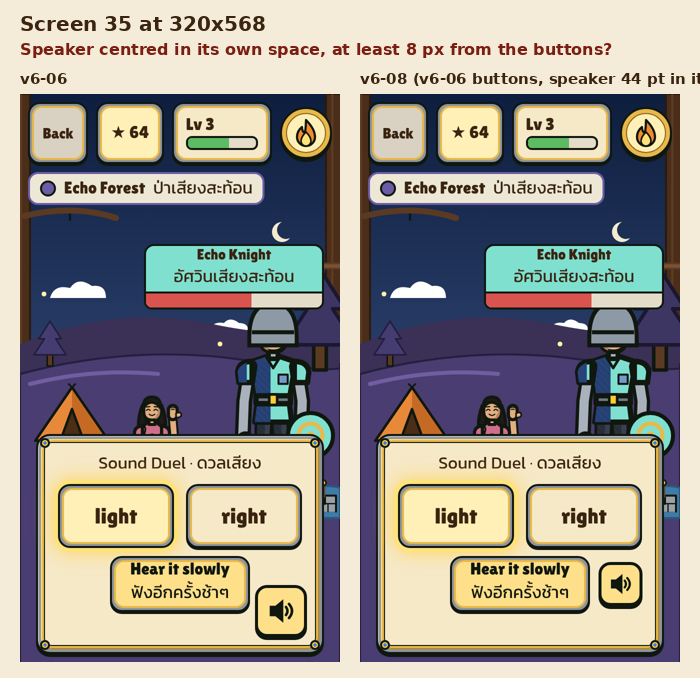 Screen 35 at 320x568
Speaker centred in its own space, at least 8 px from the buttons?
v6-06
Back
★ 64
Lv 3
Echo Forest ป่าเสียงสะท้อน
Echo Knight
อัศวินเสียงสะท้อน
Sound Duel · ดวลเสียง
light
right
Hear it slowly
ฟังอีกครั้งช้าๆ
v6-08 (v6-06 buttons, speaker 44 pt in it
Back
★ 64
Lv 3
Echo Forest ป่าเสียงสะท้อน
Echo Knight
อัศวินเสียงสะท้อน
Sound Duel · ดวลเสียง
light
right
Hear it slowly
ฟังอีกครั้งช้าๆ